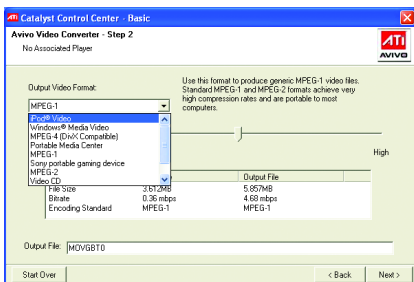 ATI Catalyst Control Center - Basic
Avivo Video Converter - Step 2
No Associated Player
ATI
AVIVO
Output Video Format:
MPEG-1
Use this format to produce generic MPEG-1 video files.
Standard MPEG-1 and MPEG-2 formats achieve very
high compression rates and are portable to most
computers.
iPod® Video
Windows® Media Video
MPEG-4 (DivX Compatible)
Portable Media Center
MPEG-1
Sony portable gaming device
MPEG-2
Video CD
High
Output File
File Size 3.612MB 5.857MB
Bitrate 0.36 mbps 4.68 mbps
Encoding Standard MPEG-1 MPEG-1
Output File: MOVGBT0
Start Over
< Back
Next >